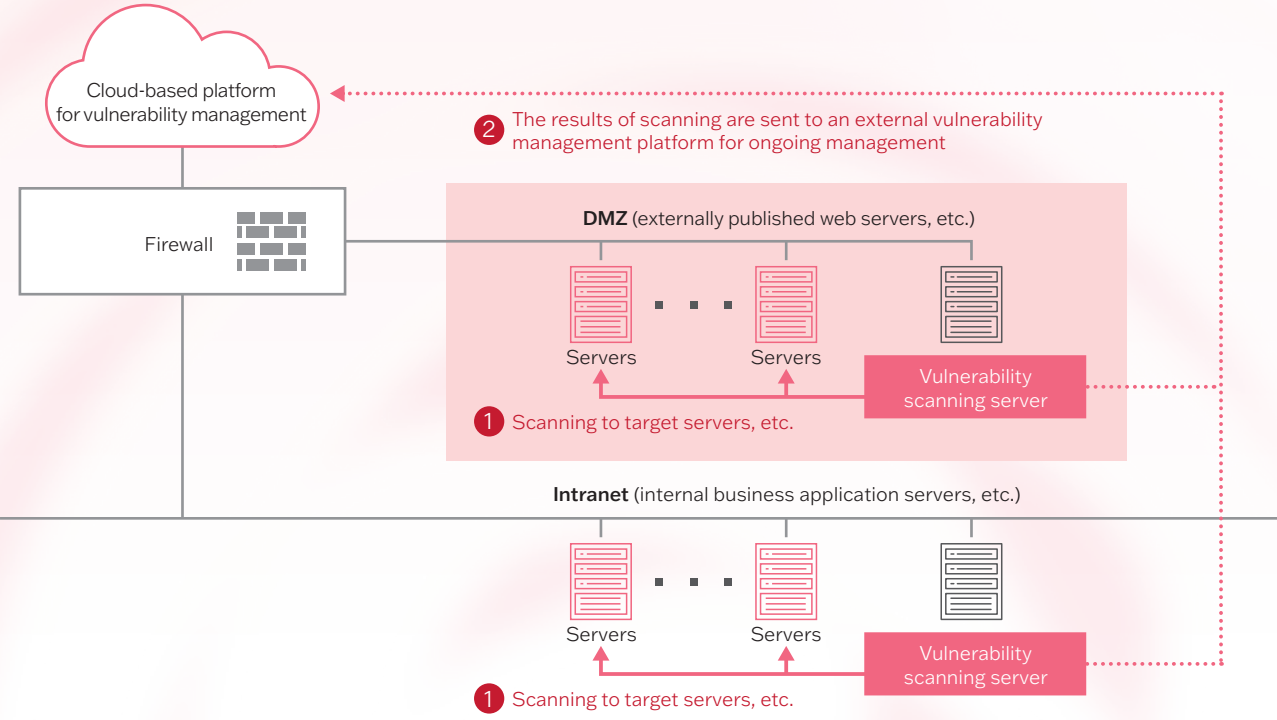 Cloud-based platform
for vulnerability management
2 The results of scanning are sent to an external vulnerability
management platform for ongoing management
Firewall
DMZ (externally published web servers, etc.)
Servers
Servers
Vulnerability
scanning server
1 Scanning to target servers, etc.
Intranet (internal business application servers, etc.)
Servers
Servers
Vulnerability
scanning server
1 Scanning to target servers, etc.